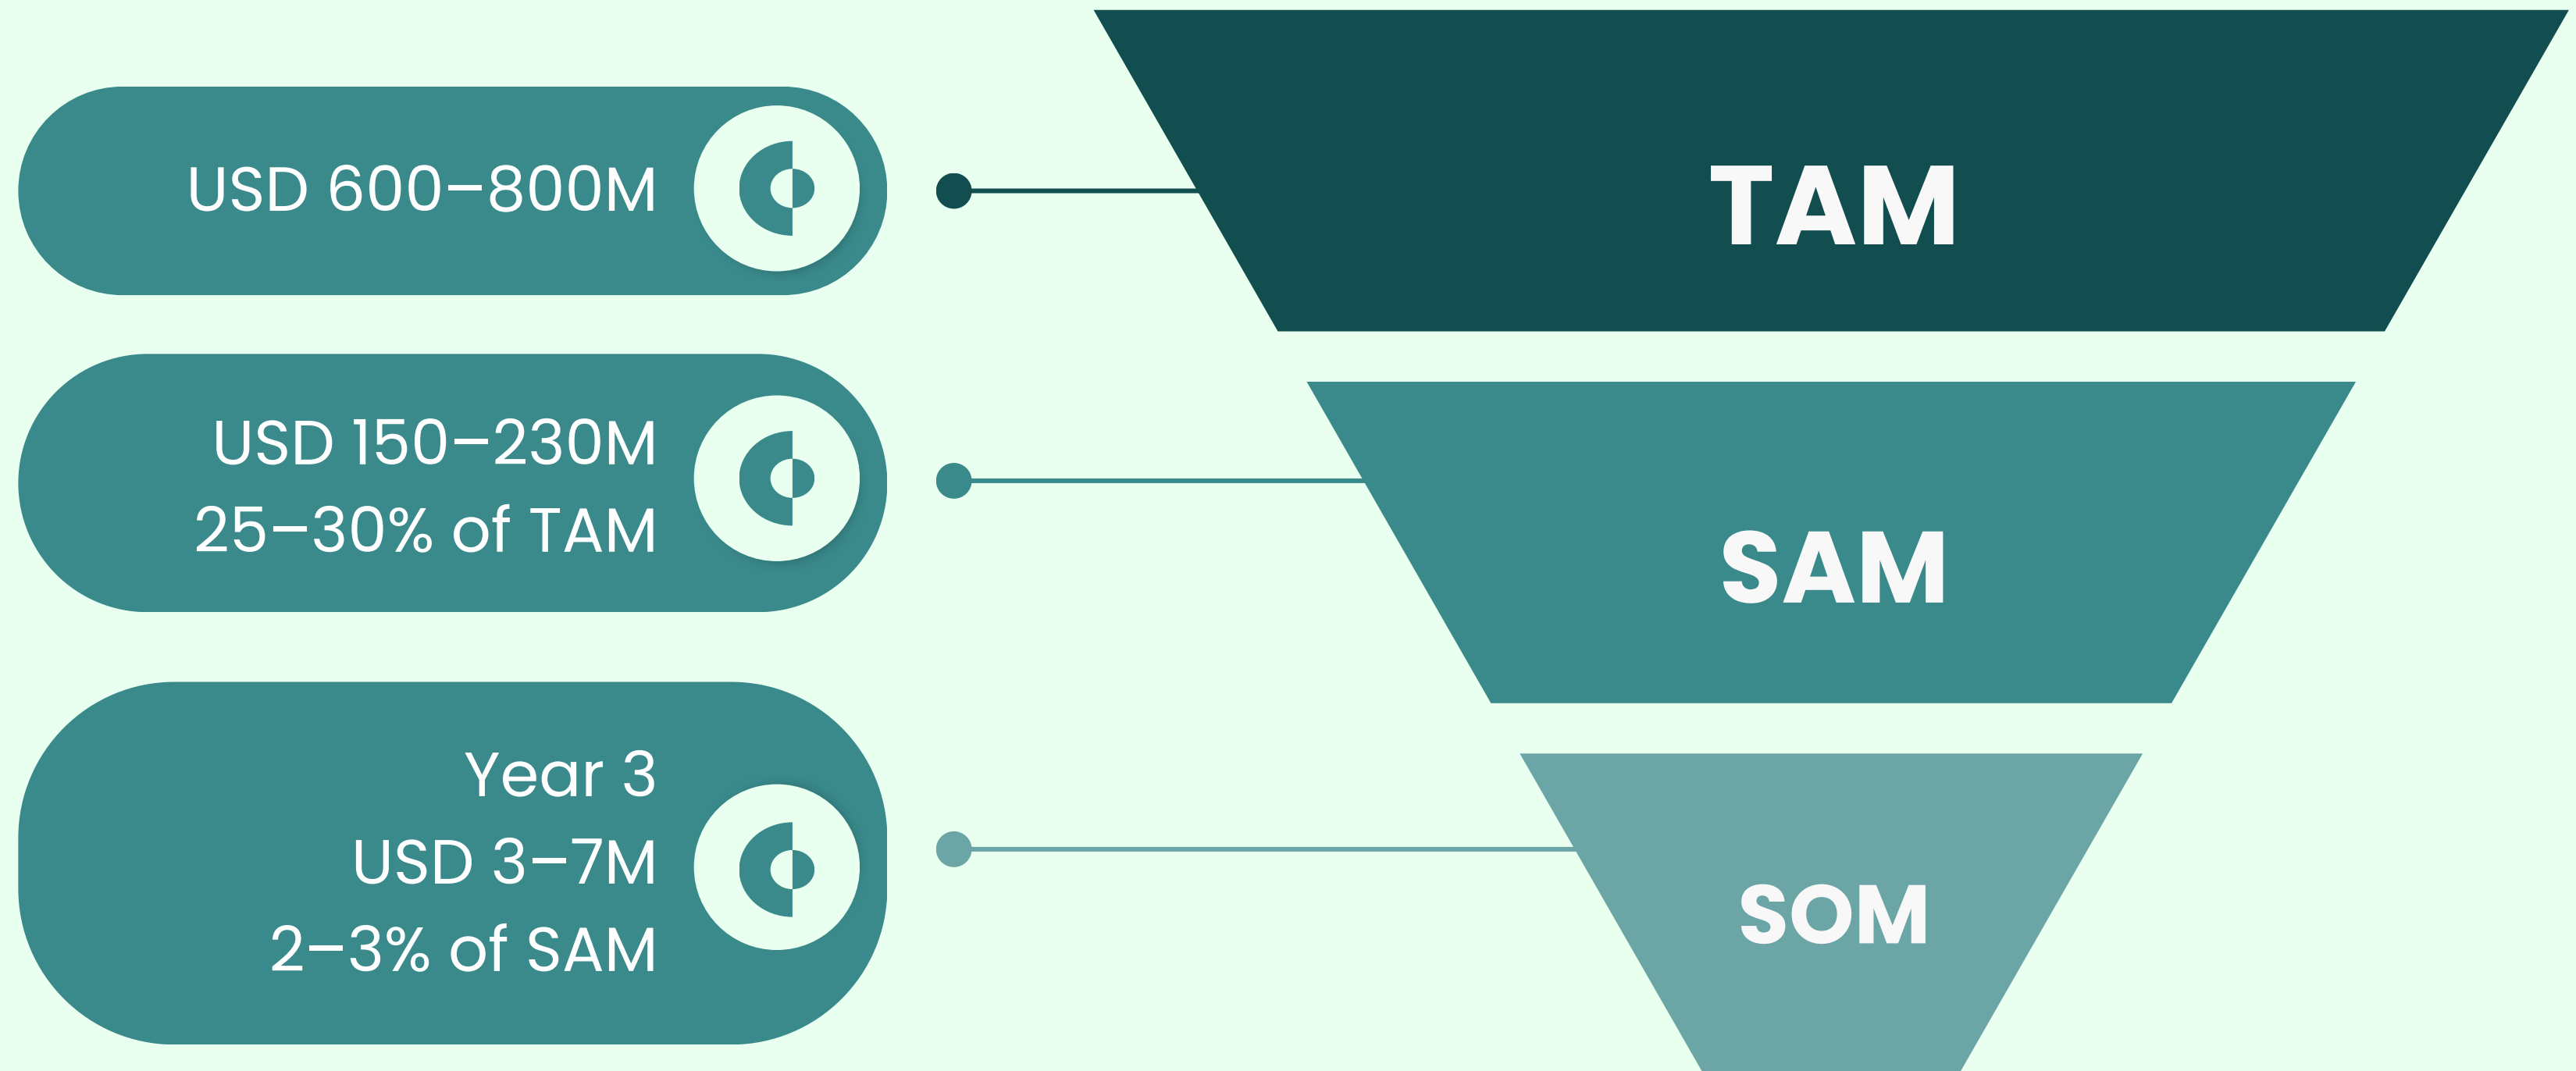 USD 600–800M
TAM
USD 150–230M
25–30% of TAM
SAM
Year 3
USD 3–7M
2–3% of SAM
SOM